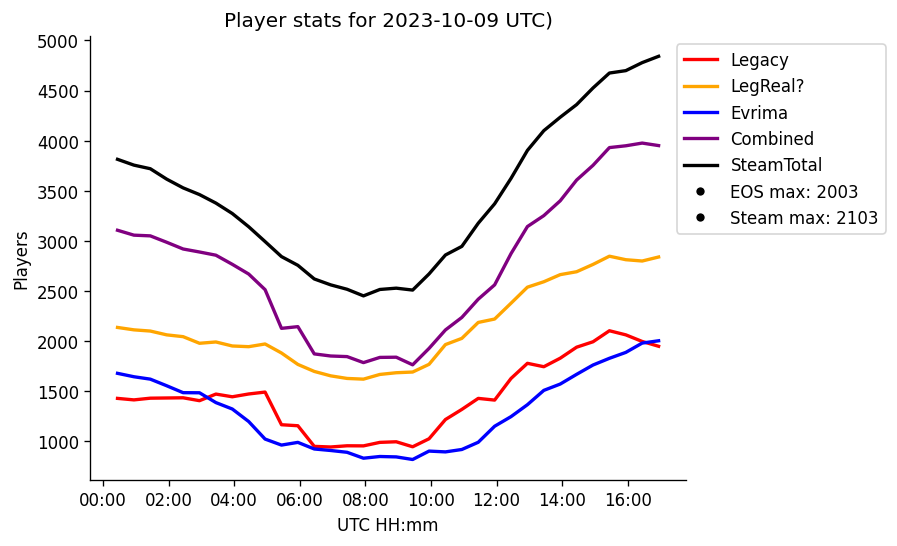 Player stats for 2023-10-09 UTC)
Players
5000
4500
4000
3500
3000
2500
2000
1500
1000
00:00 02:00 04:00 06:00 08:00 10:00 12:00 14:00 16:00
UTC HH:mm
Legacy
LegReal?
Evrima
Combined
SteamTotal
EOS max: 2003
Steam max: 2103